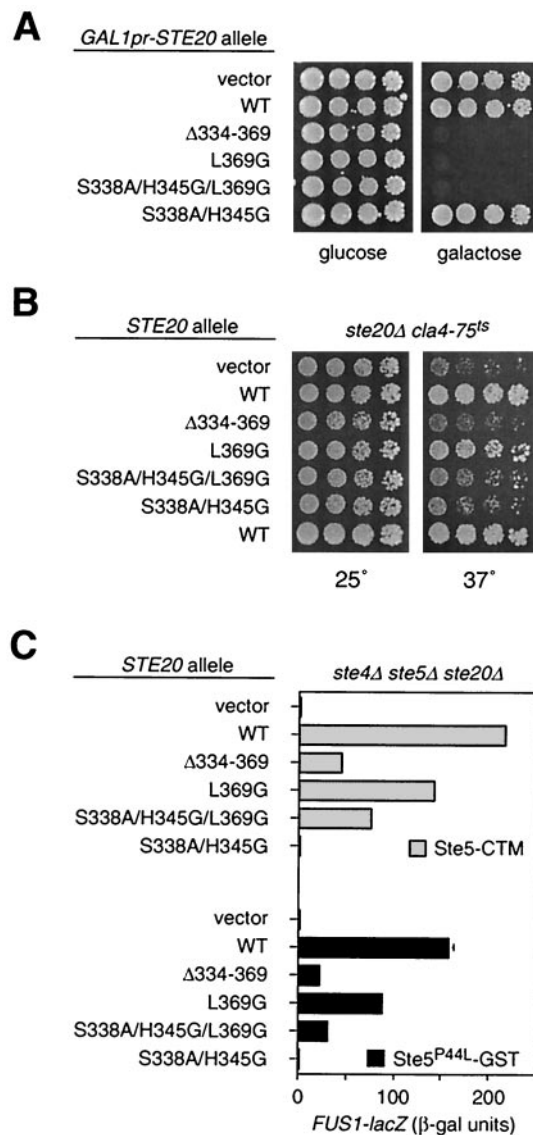 A
GAL1pr-STE20 allele
vector
WT
Δ334-369
L369G
S338A/H345G/L369G
S338A/H345G
glucose galactose
B
STE20 allele ste20Δ cla4-75ts
vector
WT
Δ334-369
L369G
S338A/H345G/L369G
S338A/H345G
WT
25° 37°
C
STE20 allele ste4Δ ste5Δ ste20Δ
vector
WT
Δ334-369
L369G
S338A/H345G/L369G
S338A/H345G Ste5-CTM
vector
WT
Δ334-369
L369G
S338A/H345G/L369G
S338A/H345G Ste5P44L-GST
0 100 200
FUS1-lacZ (β-gal units)